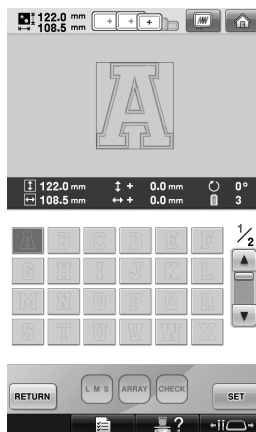 122.0 mm
108.5 mm
A
122.0 mm + 0.0 mm 0°
108.5 mm + 0.0 mm 3
A B C D E F 1/2
G H I J K L
M N O P Q R
S T U V W X
L M S ARRAY CHECK
RETURN SET
?